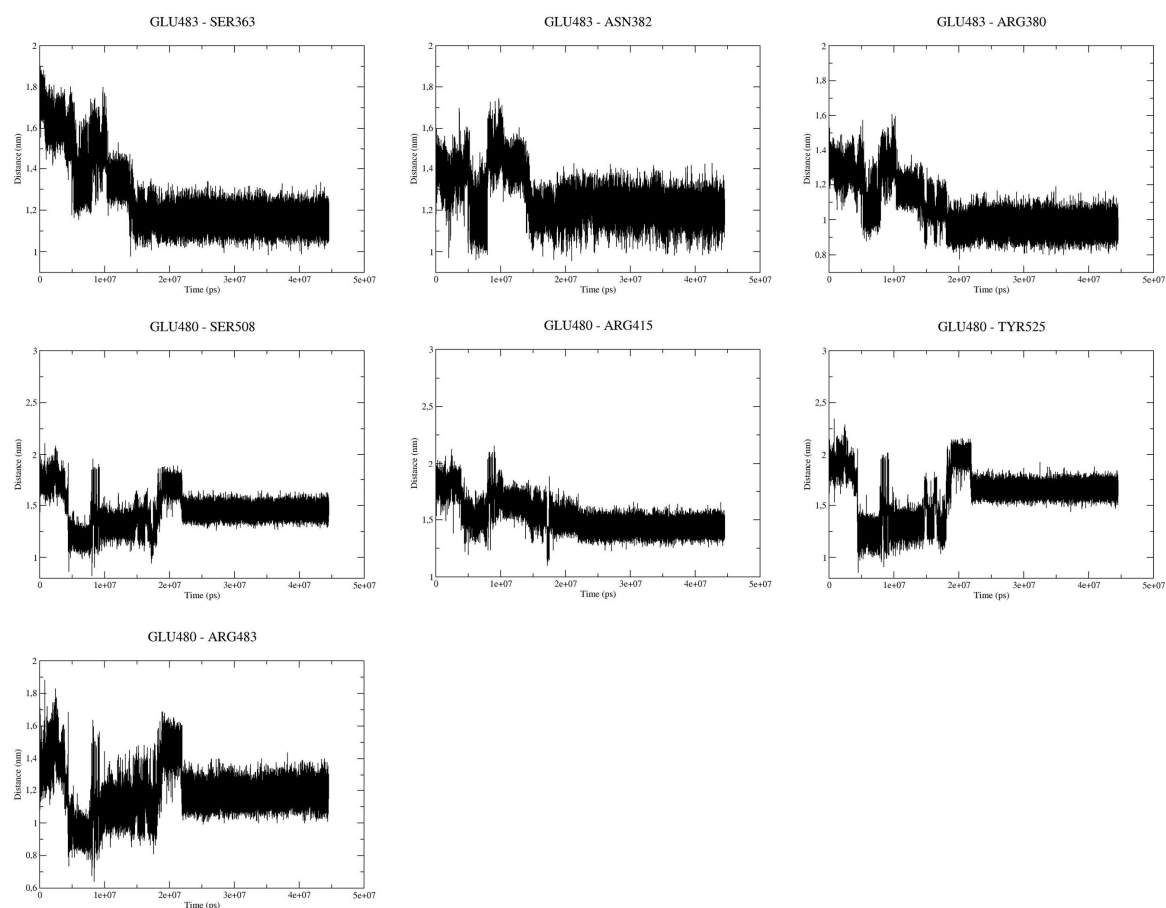 GLU483 - SER363
GLU483 - ASN382
GLU483 - ARG380
2
1,8
1,6
1,4
1,2
1
Distance (nm)
0
1e+07
2e+07
3e+07
4e+07
5e+07
Time (ps)
2
1,8
1,6
1,4
1,2
1
Distance (nm)
0
1e+07
2e+07
3e+07
4e+07
5e+07
Time (ps)
2
1,8
1,6
1,4
1,2
1
0,8
Distance (nm)
0
1e+07
2e+07
3e+07
4e+07
5e+07
Time (ps)
GLU480 - SER508
GLU480 - ARG415
GLU480 - TYR525
3
2,5
2
1,5
1
Distance (nm)
0
1e+07
2e+07
3e+07
4e+07
5e+07
Time (ps)
3
2,5
2
1,5
1
Distance (nm)
0
1e+07
2e+07
3e+07
4e+07
5e+07
Time (ps)
3
2,5
2
1,5
1
Distance (nm)
0
1e+07
2e+07
3e+07
4e+07
5e+07
Time (ps)
GLU480 - ARG483
2
1,8
1,6
1,4
1,2
1
0,8
0,6
Distance (nm)
0
1e+07
2e+07
3e+07
4e+07
5e+07
Time (ps)